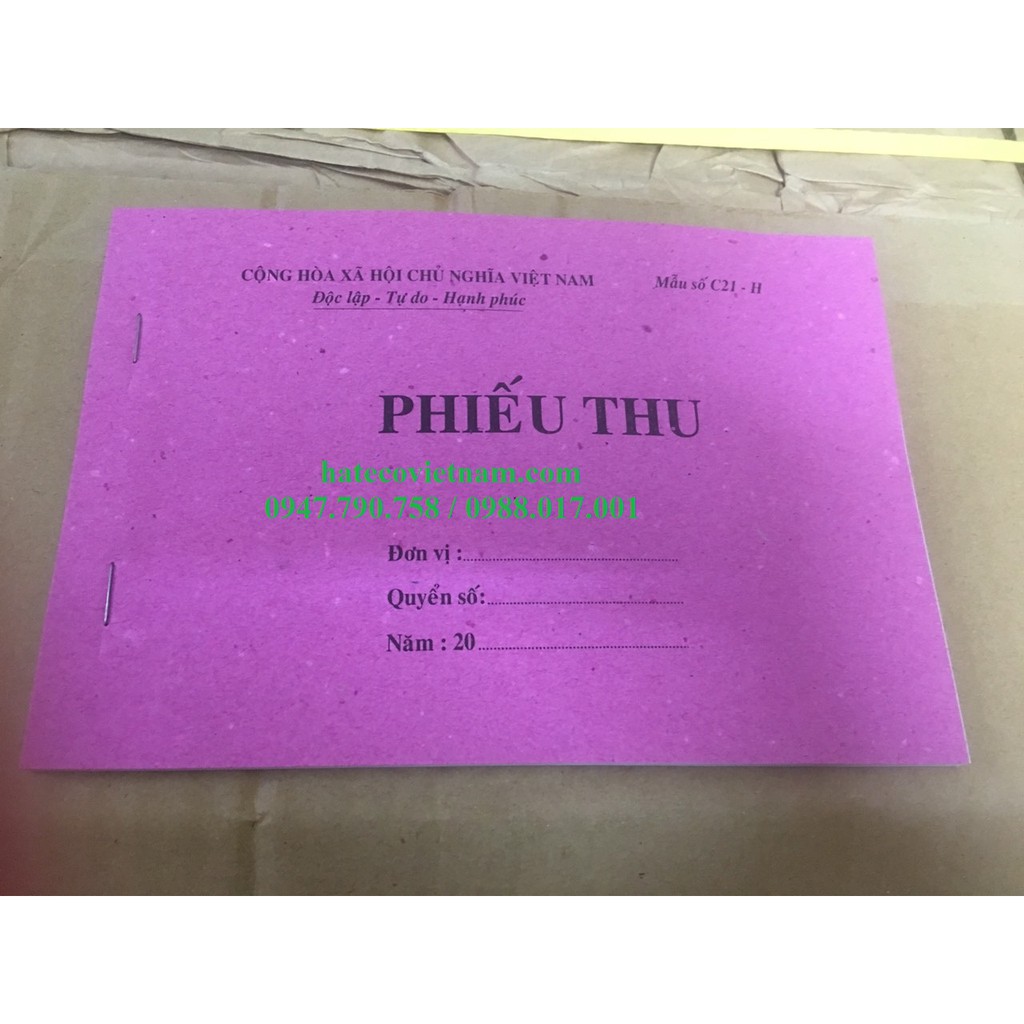 CỘNG HÒA XÃ HỘI CHỦ NGHĨA VIỆT NAM
Độc lập - Tự do - Hạnh phúc
Mẫu số C21 - H
PHIẾU THU
hatecovietnam.com
0947.790.758 / 0988.017.001
Đơn vị :
Quyển số:
Năm : 20